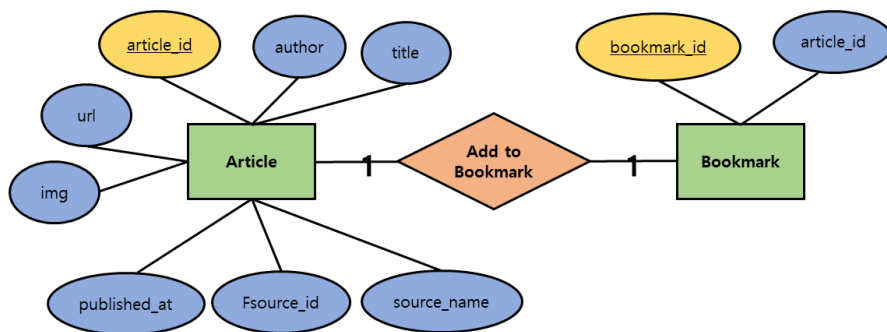 article_id
author
title
bookmark_id
article_id
url
img
Article
1
Add to
Bookmark
1
Bookmark
published_at
Fsource_id
source_name